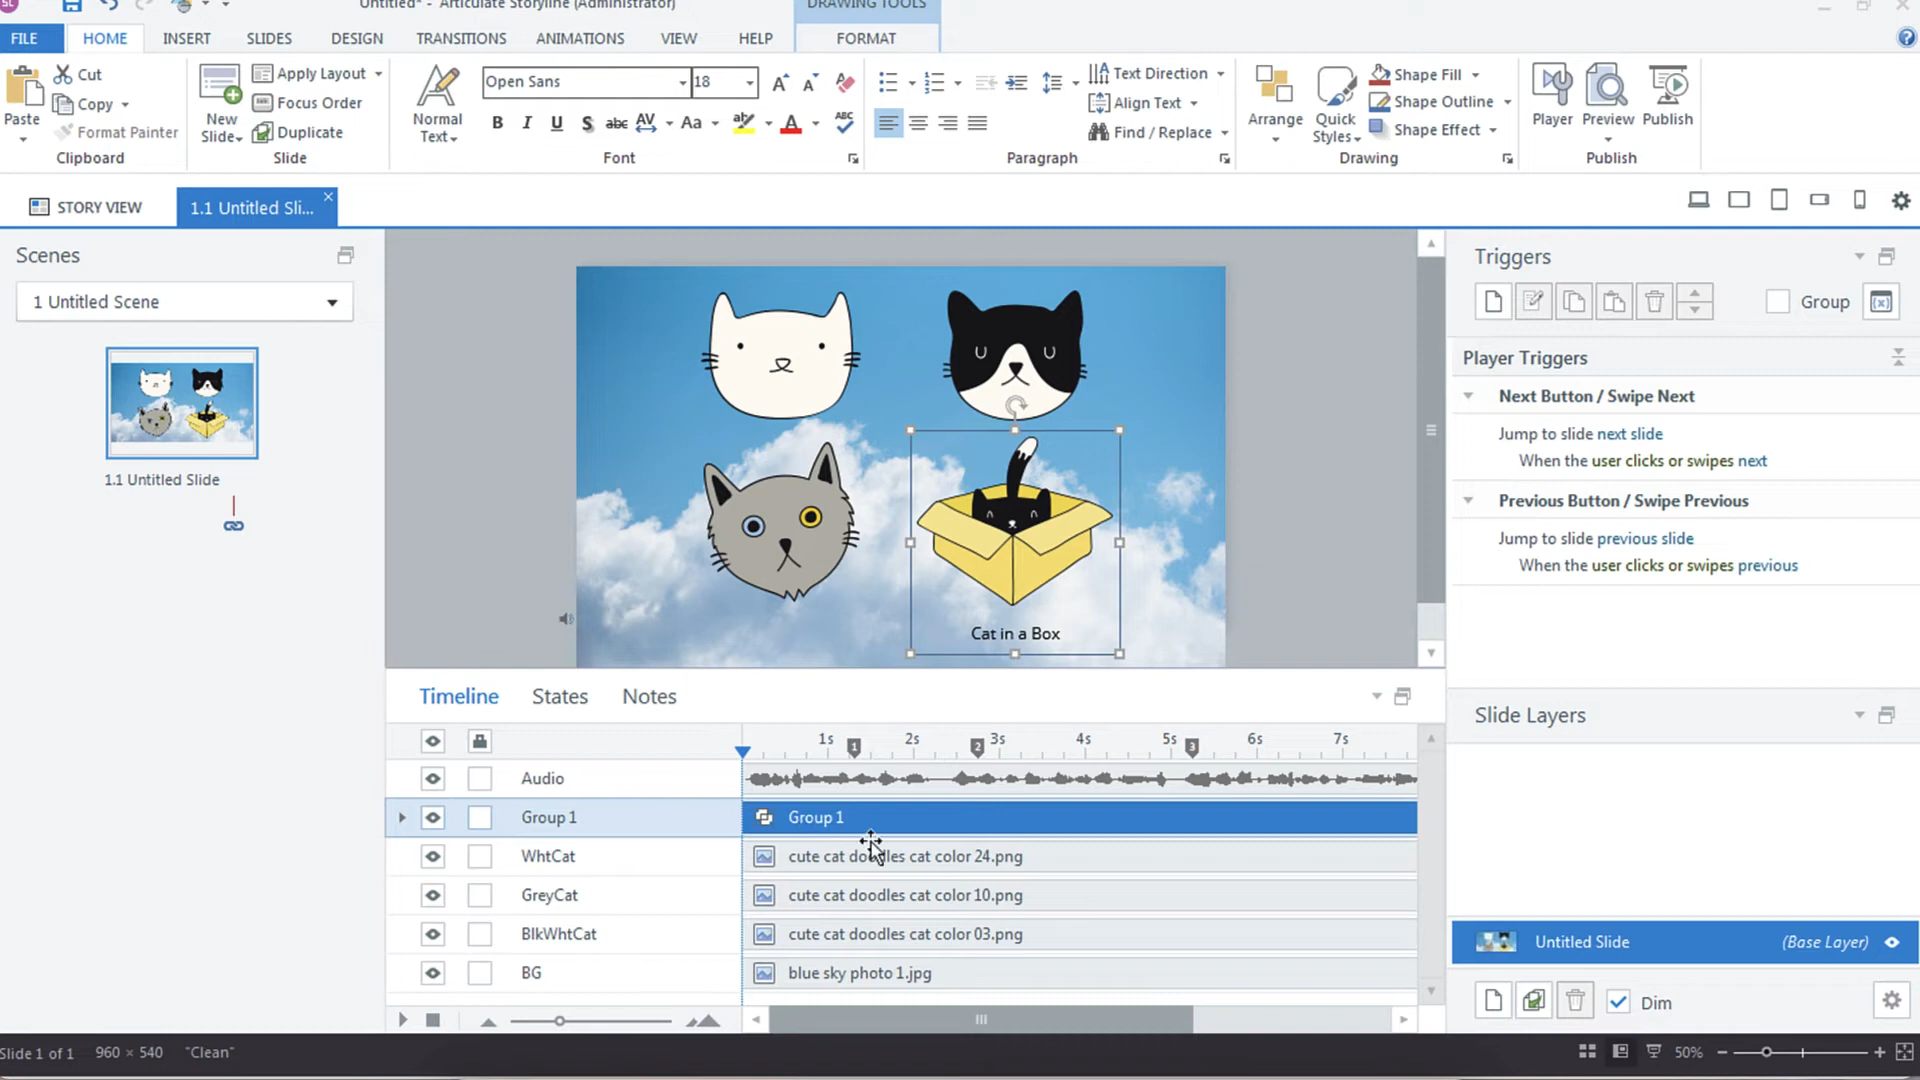 Untitled* - Articulate Storyline (Administrator)
DRAWING TOOLS
FILE HOME INSERT SLIDES DESIGN TRANSITIONS ANIMATIONS VIEW HELP FORMAT
Paste
Cut
Copy
Format Painter
Clipboard
New Slide
Apply Layout
Focus Order
Duplicate
Slide
Normal Text
Open Sans 18
B I U S abc AV Aa A ABC
Font
Text Direction
Align Text
Find / Replace
Paragraph
Arrange
Quick Styles
Shape Fill
Shape Outline
Shape Effect
Drawing
Player Preview Publish
Publish
STORY VIEW
1.1 Untitled Sli...
Scenes
1 Untitled Scene
1.1 Untitled Slide
Cat in a Box
Timeline States Notes
1s 2s 3s 4s 5s 6s 7s
1 2 3
Audio
Group 1 Group 1
WhtCat cute cat doodles cat color 24.png
GreyCat cute cat doodles cat color 10.png
BlkWhtCat cute cat doodles cat color 03.png
BG blue sky photo 1.jpg
Triggers
Group
Player Triggers
Next Button / Swipe Next
Jump to slide next slide
When the user clicks or swipes next
Previous Button / Swipe Previous
Jump to slide previous slide
When the user clicks or swipes previous
Slide Layers
Untitled Slide (Base Layer)
Dim
Slide 1 of 1 960 × 540 "Clean" 50%